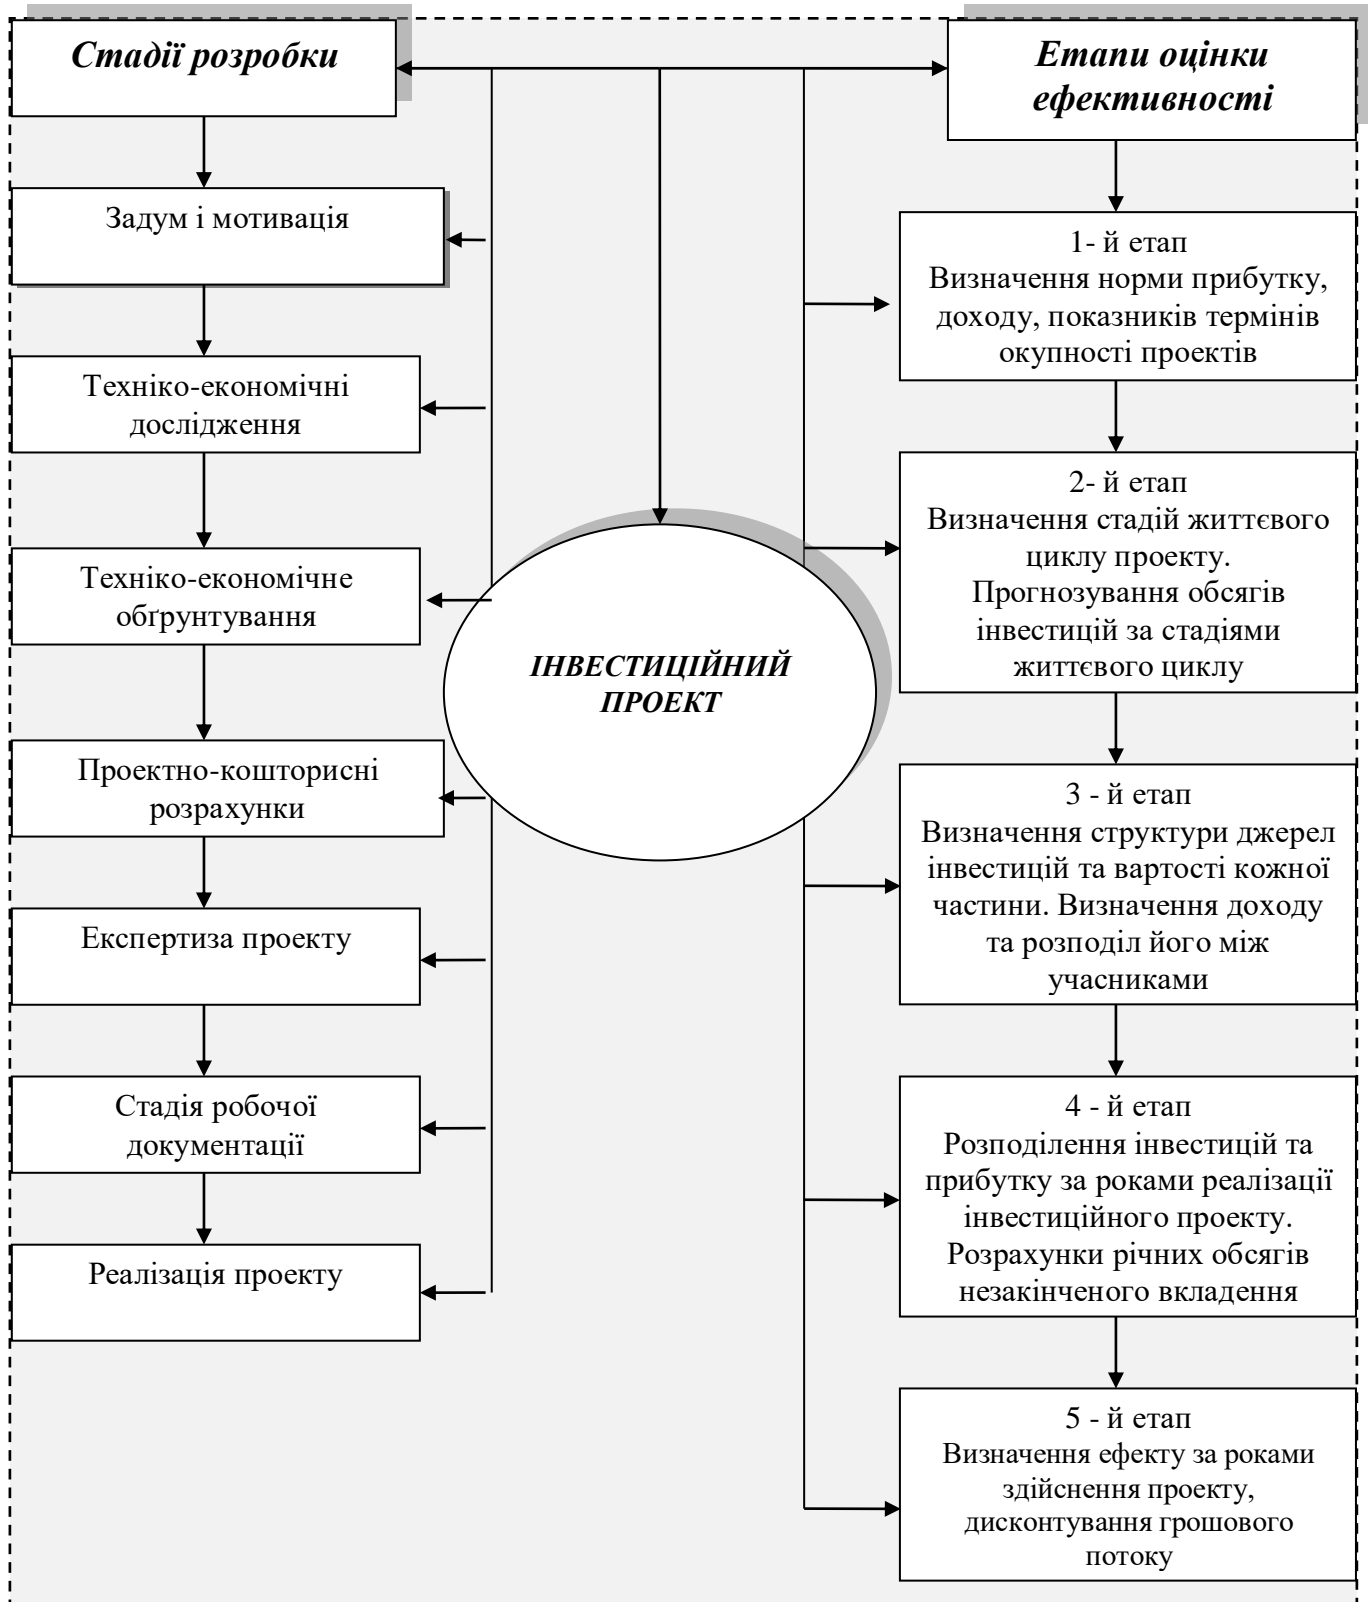 Стадії розробки
Задум і мотивація
Техніко-економічні
дослідження
Техніко-економічне
обґрунтування
Проектно-кошторисні
розрахунки
Експертиза проекту
Стадія робочої
документації
Реалізація проекту
ІНВЕСТИЦІЙНИЙ
ПРОЕКТ
Етапи оцінки
ефективності
1- й етап
Визначення норми прибутку,
доходу, показників термінів
окупності проектів
2- й етап
Визначення стадій життєвого
циклу проекту.
Прогнозування обсягів
інвестицій за стадіями
життєвого циклу
3 - й етап
Визначення структури джерел
інвестицій та вартості кожної
частини. Визначення доходу
та розподіл його між
учасниками
4 - й етап
Розподілення інвестицій та
прибутку за роками реалізації
інвестиційного проекту.
Розрахунки річних обсягів
незакінченого вкладення
5 - й етап
Визначення ефекту за роками
здійснення проекту,
дисконтування грошового
потоку